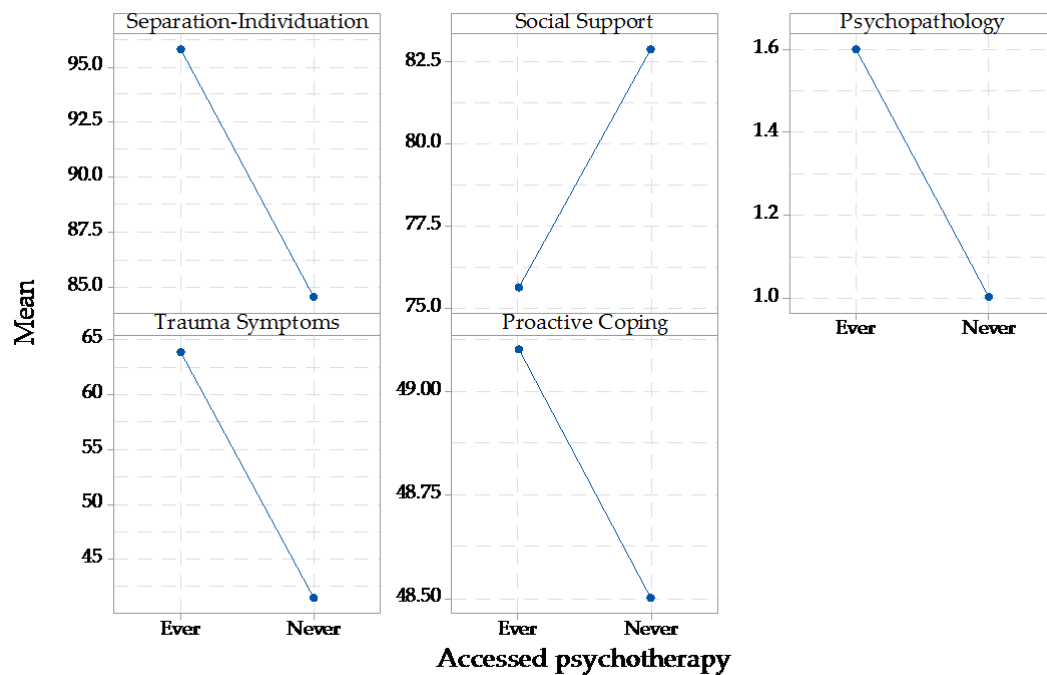 Separation-Individuation
Social Support
Psychopathology
95.0
92.5
90.0
87.5
85.0
82.5
80.0
77.5
75.0
1.6
1.4
1.2
1.0
Ever
Never
Mean
Trauma Symptoms
Proactive Coping
65
60
55
50
45
49.00
48.75
48.50
Ever
Never
Ever
Never
Accessed psychotherapy